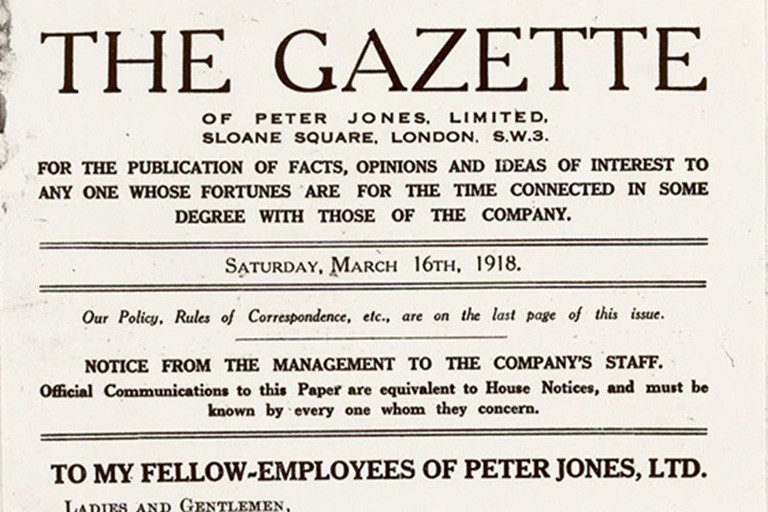 THE GAZETTE
OF PETER JONES, LIMITED,
SLOANE SQUARE, LONDON. S.W.3.
FOR THE PUBLICATION OF FACTS, OPINIONS AND IDEAS OF INTEREST TO
ANY ONE WHOSE FORTUNES ARE FOR THE TIME CONNECTED IN SOME
DEGREE WITH THOSE OF THE COMPANY.
SATURDAY, MARCH 16TH, 1918.
Our Policy, Rules of Correspondence, etc., are on the last page of this issue.
NOTICE FROM THE MANAGEMENT TO THE COMPANY'S STAFF.
Official Communications to this Paper are equivalent to House Notices, and must be
known by every one whom they concern.
TO MY FELLOW-EMPLOYEES OF PETER JONES, LTD.
LADIES AND GENTLEMEN,